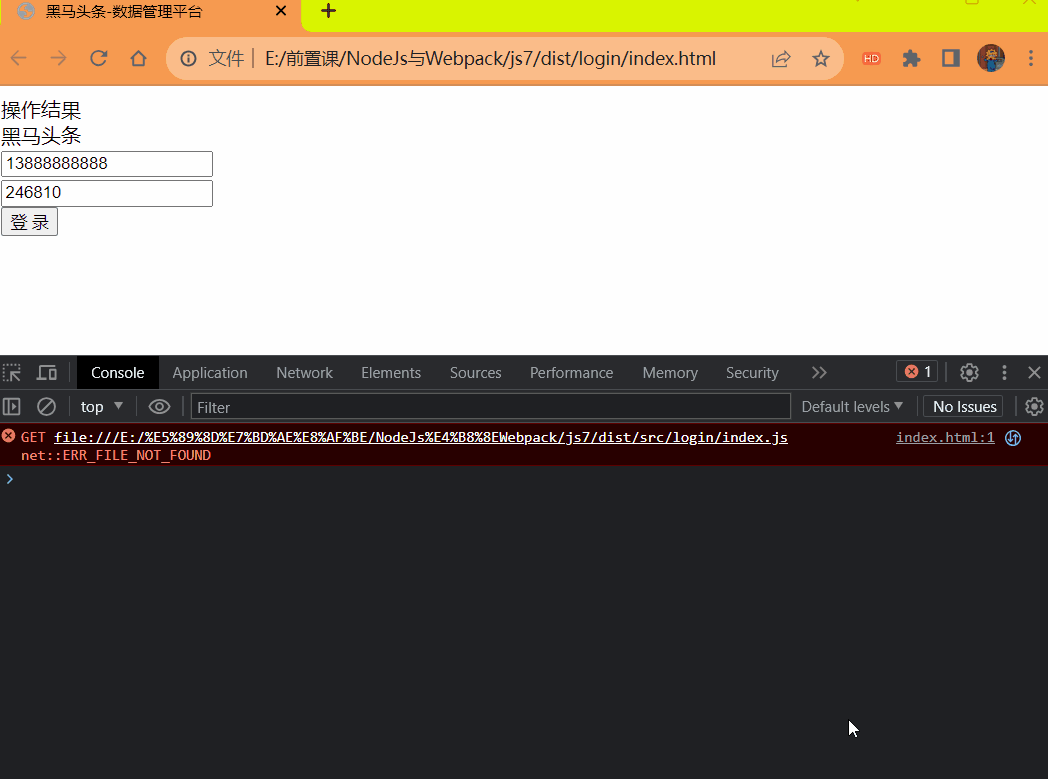 黑马头条-数据管理平台
文件 E:/前置课/NodeJs与Webpack/js7/dist/login/index.html
HD
操作结果
黑马头条
13888888888
246810
登 录
Console Application Network Elements Sources Performance Memory Security 1
top Filter Default levels No Issues
GET file:///E:/%E5%89%8D%E7%BD%AE%E8%AF%BE/NodeJs%E4%B8%8EWebpack/js7/dist/src/login/index.js index.html:1
net::ERR_FILE_NOT_FOUND